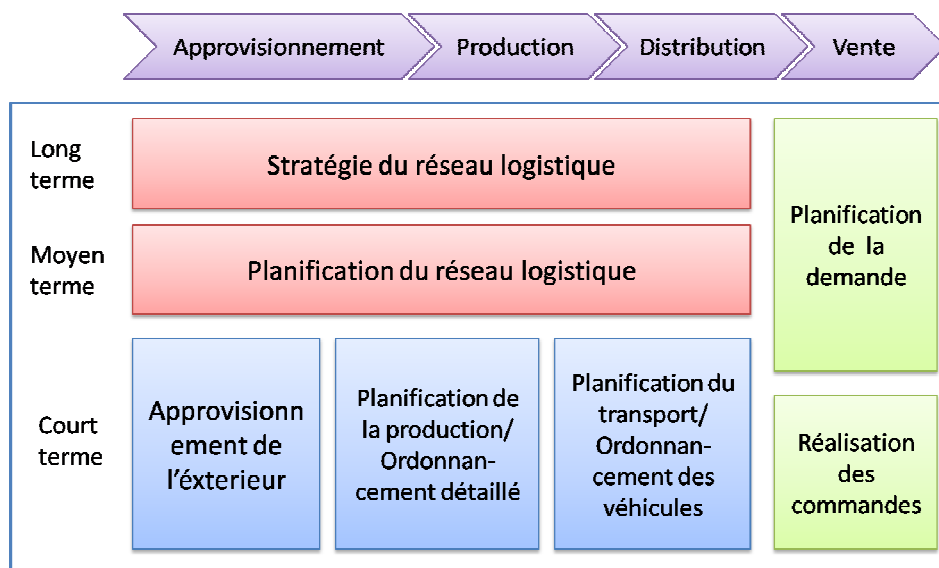 Approvisionnement Production Distribution Vente
Long
terme
Stratégie du réseau logistique
Moyen
terme
Planification du réseau logistique
Planification
de la
demande
Court
terme
Approvisionn
ement de
l'éxterieur
Planification de
la production/
Ordonnan-
cement détaillé
Planification du
transport/
Ordonnan-
cement des
véhicules
Réalisation
des
commandes